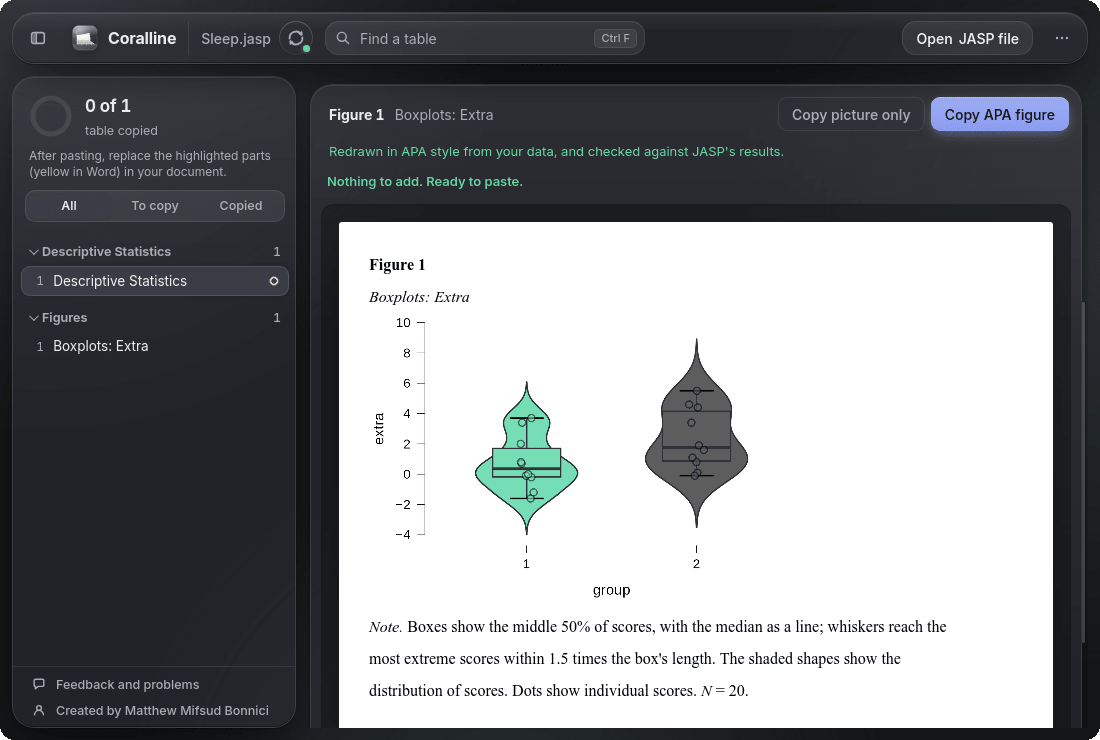 Coralline
Sleep.jasp
Find a table
Ctrl F
Open JASP file
0 of 1
table copied
After pasting, replace the highlighted parts
(yellow in Word) in your document.
All
To copy
Copied
Descriptive Statistics 1
1 Descriptive Statistics
Figures 1
1 Boxplots: Extra
Feedback and problems
Created by Matthew Mifsud Bonnici
Figure 1 Boxplots: Extra
Copy picture only
Copy APA figure
Redrawn in APA style from your data, and checked against JASP's results.
Nothing to add. Ready to paste.
Figure 1
Boxplots: Extra
10
8
6
4
2
0
−2
−4
extra
1
2
group
Note. Boxes show the middle 50% of scores, with the median as a line; whiskers reach the
most extreme scores within 1.5 times the box's length. The shaded shapes show the
distribution of scores. Dots show individual scores. N = 20.